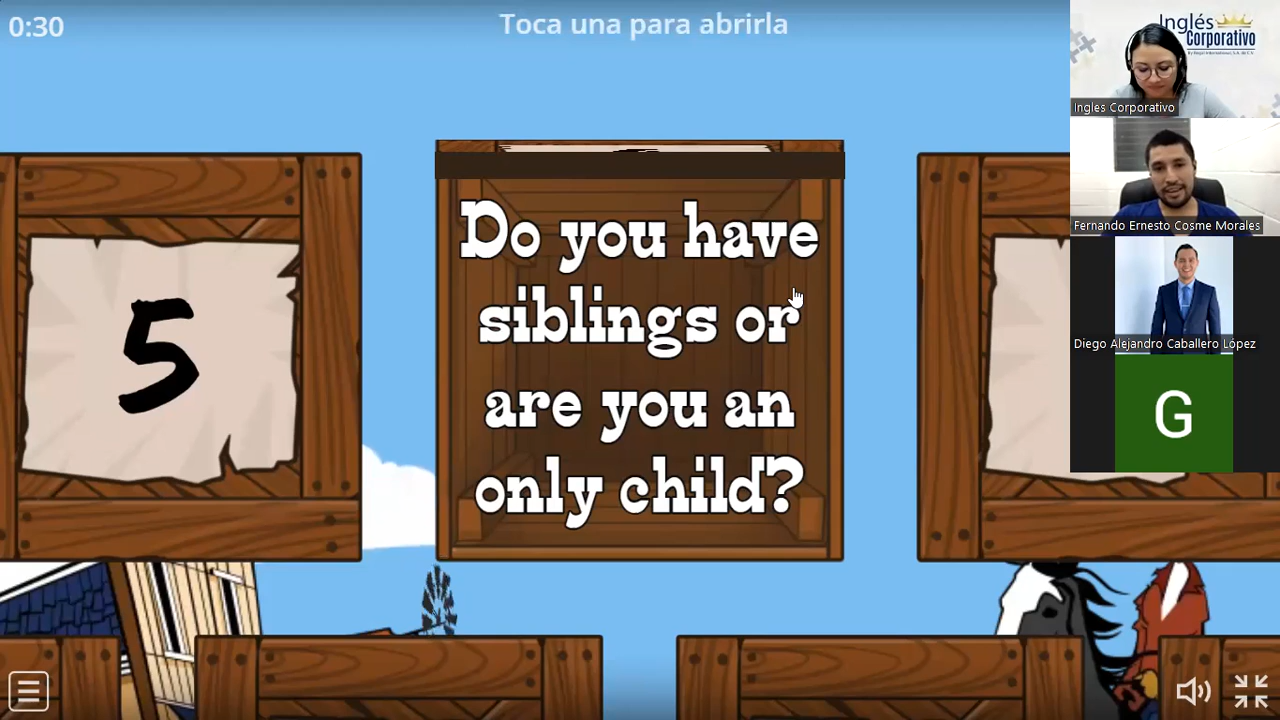 0:30
Toca una para abrirla
Inglés
Corporativo
Ingles Corporativo
Fernando Ernesto Cosme Morales
Diego Alejandro Caballero López
G
5
Do you have
siblings or
are you an
only child?